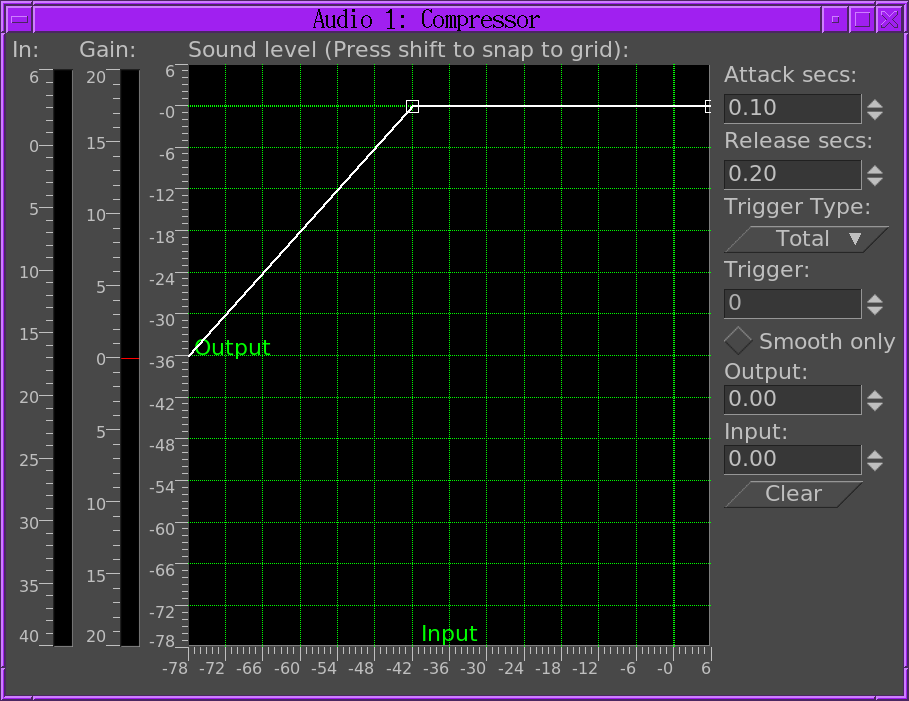 Audio 1: Compressor
In:
Gain:
Sound level (Press shift to snap to grid):
6
0
5
10
15
20
25
30
35
40
20
15
10
5
0
5
10
15
20
6
-0
-6
-12
-18
-24
-30
-36
-42
-48
-54
-60
-66
-72
-78
Output
Input
-78 -72 -66 -60 -54 -48 -42 -36 -30 -24 -18 -12 -6 -0 6
Attack secs:
0.10
Release secs:
0.20
Trigger Type:
Total ▼
Trigger:
0
Smooth only
Output:
0.00
Input:
0.00
Clear